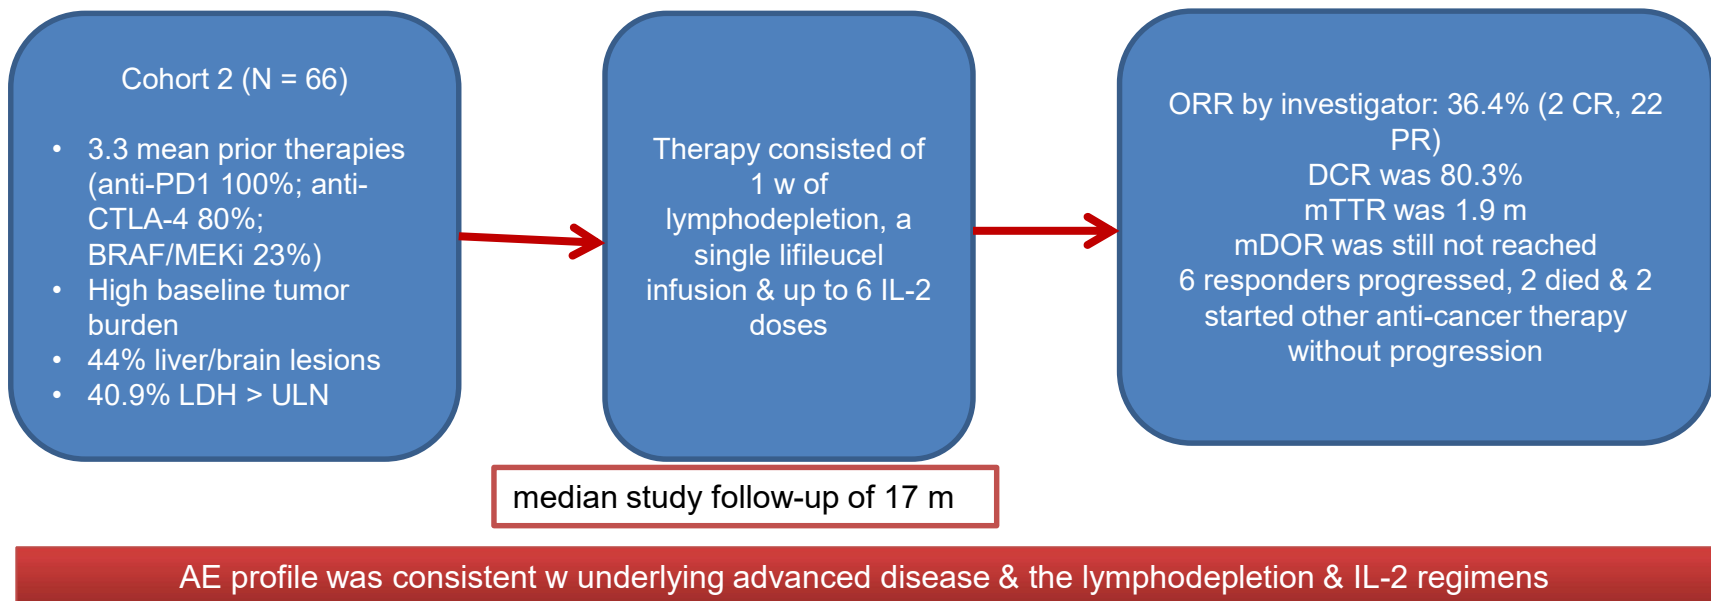 Cohort 2 (N = 66)
• 3.3 mean prior therapies
(anti-PD1 100%; anti-
CTLA-4 80%;
BRAF/MEKi 23%)
• High baseline tumor
burden
• 44% liver/brain lesions
• 40.9% LDH > ULN
Therapy consisted of
1 w of
lymphodepletion, a
single lifileucel
infusion & up to 6 IL-2
doses
ORR by investigator: 36.4% (2 CR, 22
PR)
DCR was 80.3%
mTTR was 1.9 m
mDOR was still not reached
6 responders progressed, 2 died & 2
started other anti-cancer therapy
without progression
median study follow-up of 17 m
AE profile was consistent w underlying advanced disease & the lymphodepletion & IL-2 regimens